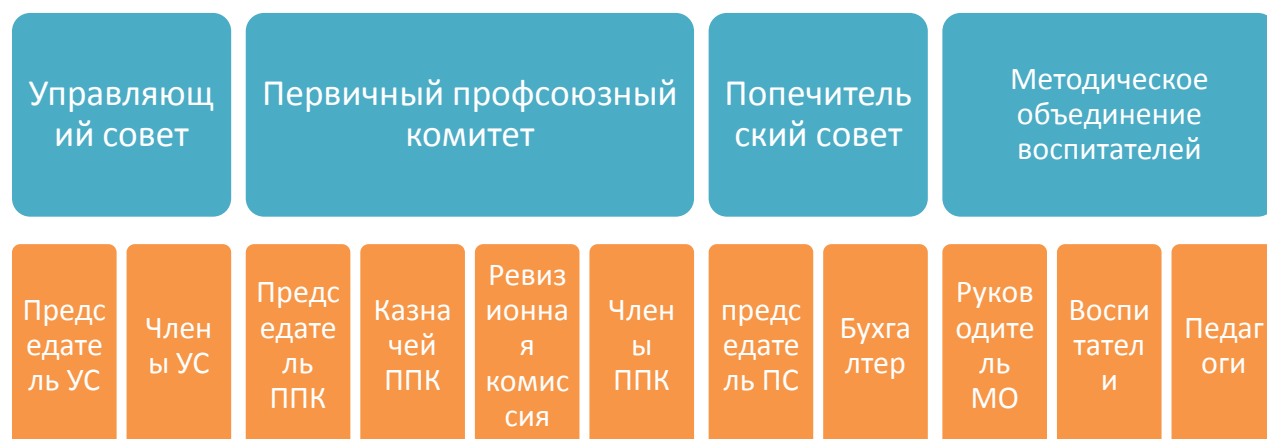 Управляющ
ий совет
Первичный профсоюзный
комитет
Попечитель
ский совет
Методическое
объединение
воспитателей
Предс
едате
ль УС
Член
ы УС
Предс
едате
ль
ППК
Казна
чей
ППК
Ревиз
ионна
я
комис
сия
Член
ы
ППК
предс
едате
ль ПС
Бухга
лтер
Руков
одите
ль
МО
Воспи
тател
и
Педаг
оги